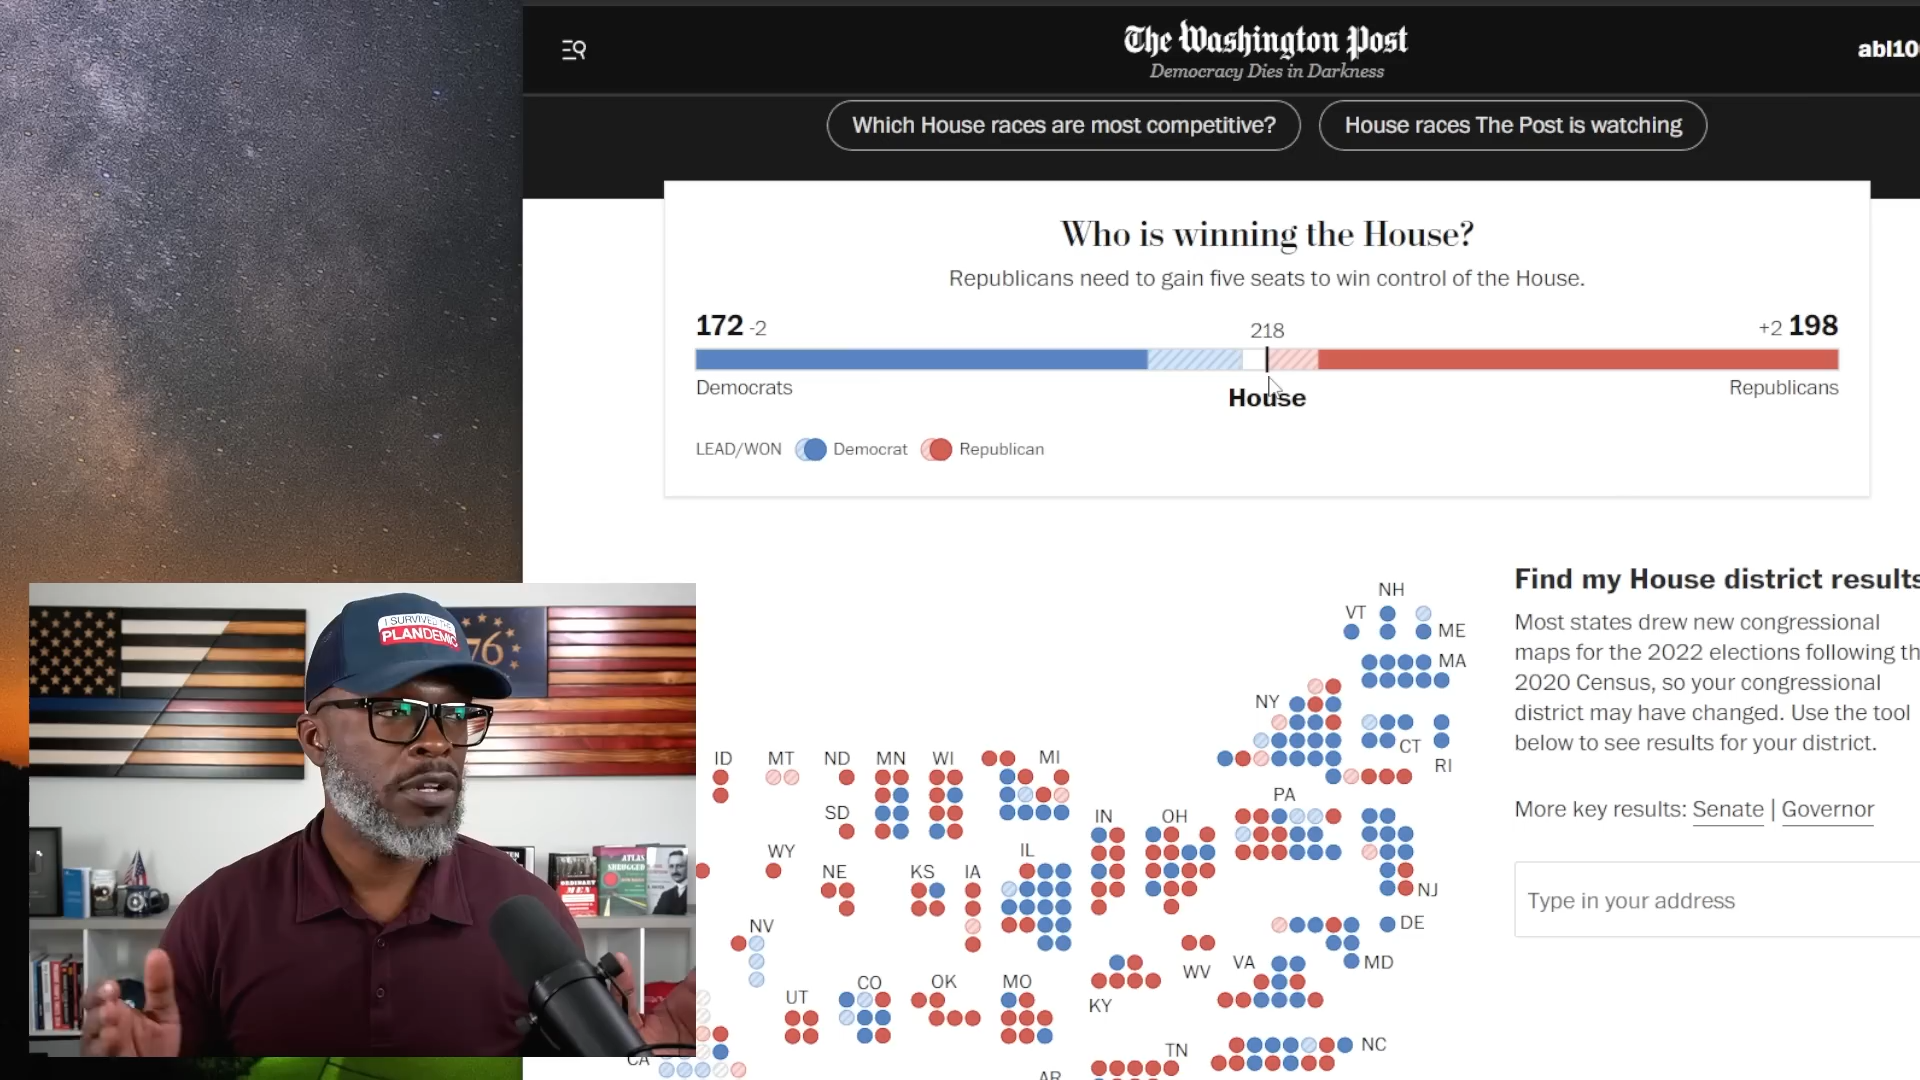 The Washington Post
Democracy Dies in Darkness
abl10
Which House races are most competitive?
House races The Post is watching
Who is winning the House?
Republicans need to gain five seats to win control of the House.
172 -2
218
+2 198
Democrats
House
Republicans
LEAD/WON Democrat Republican
Find my House district results
Most states drew new congressional
maps for the 2022 elections following th
2020 Census, so your congressional
district may have changed. Use the tool
below to see results for your district.
More key results: Senate | Governor
Type in your address
NH
VT
ME
MA
NY
CT
RI
ID MT ND MN WI MI
SD
PA
IN OH
WY
NE KS IA IL
NJ
NV
DE
WV VA MD
UT CO OK MO
KY
CA
TN NC
AR
I SURVIVED THE
PLANDEMIC
76
ATLAS
SHRUGGED
ORDINARY
MEN